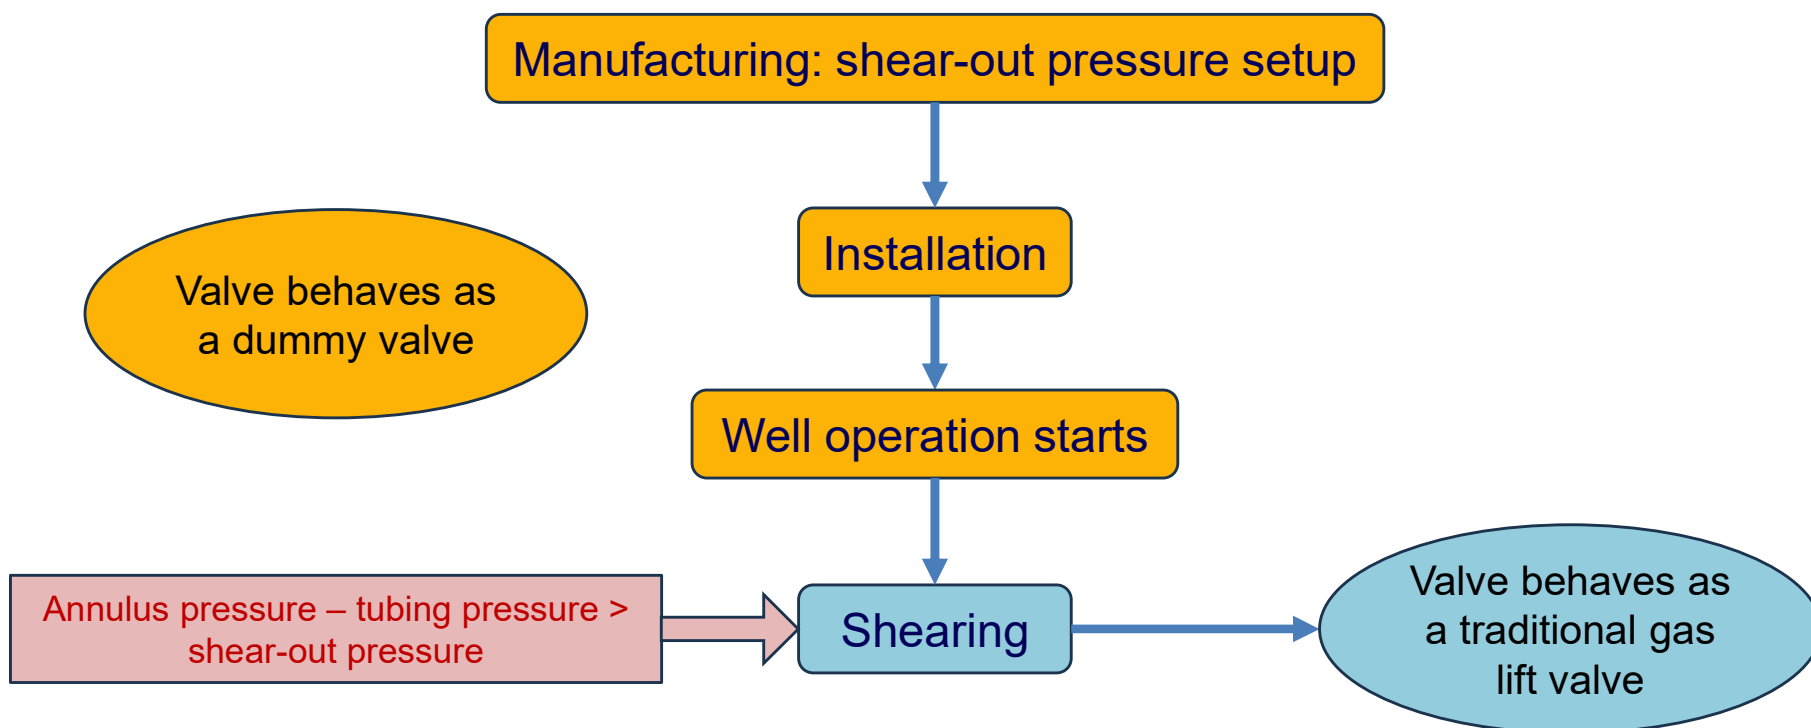 Manufacturing: shear-out pressure setup
Installation
Valve behaves as
a dummy valve
Well operation starts
Annulus pressure – tubing pressure >
shear-out pressure
Shearing
Valve behaves as
a traditional gas
lift valve